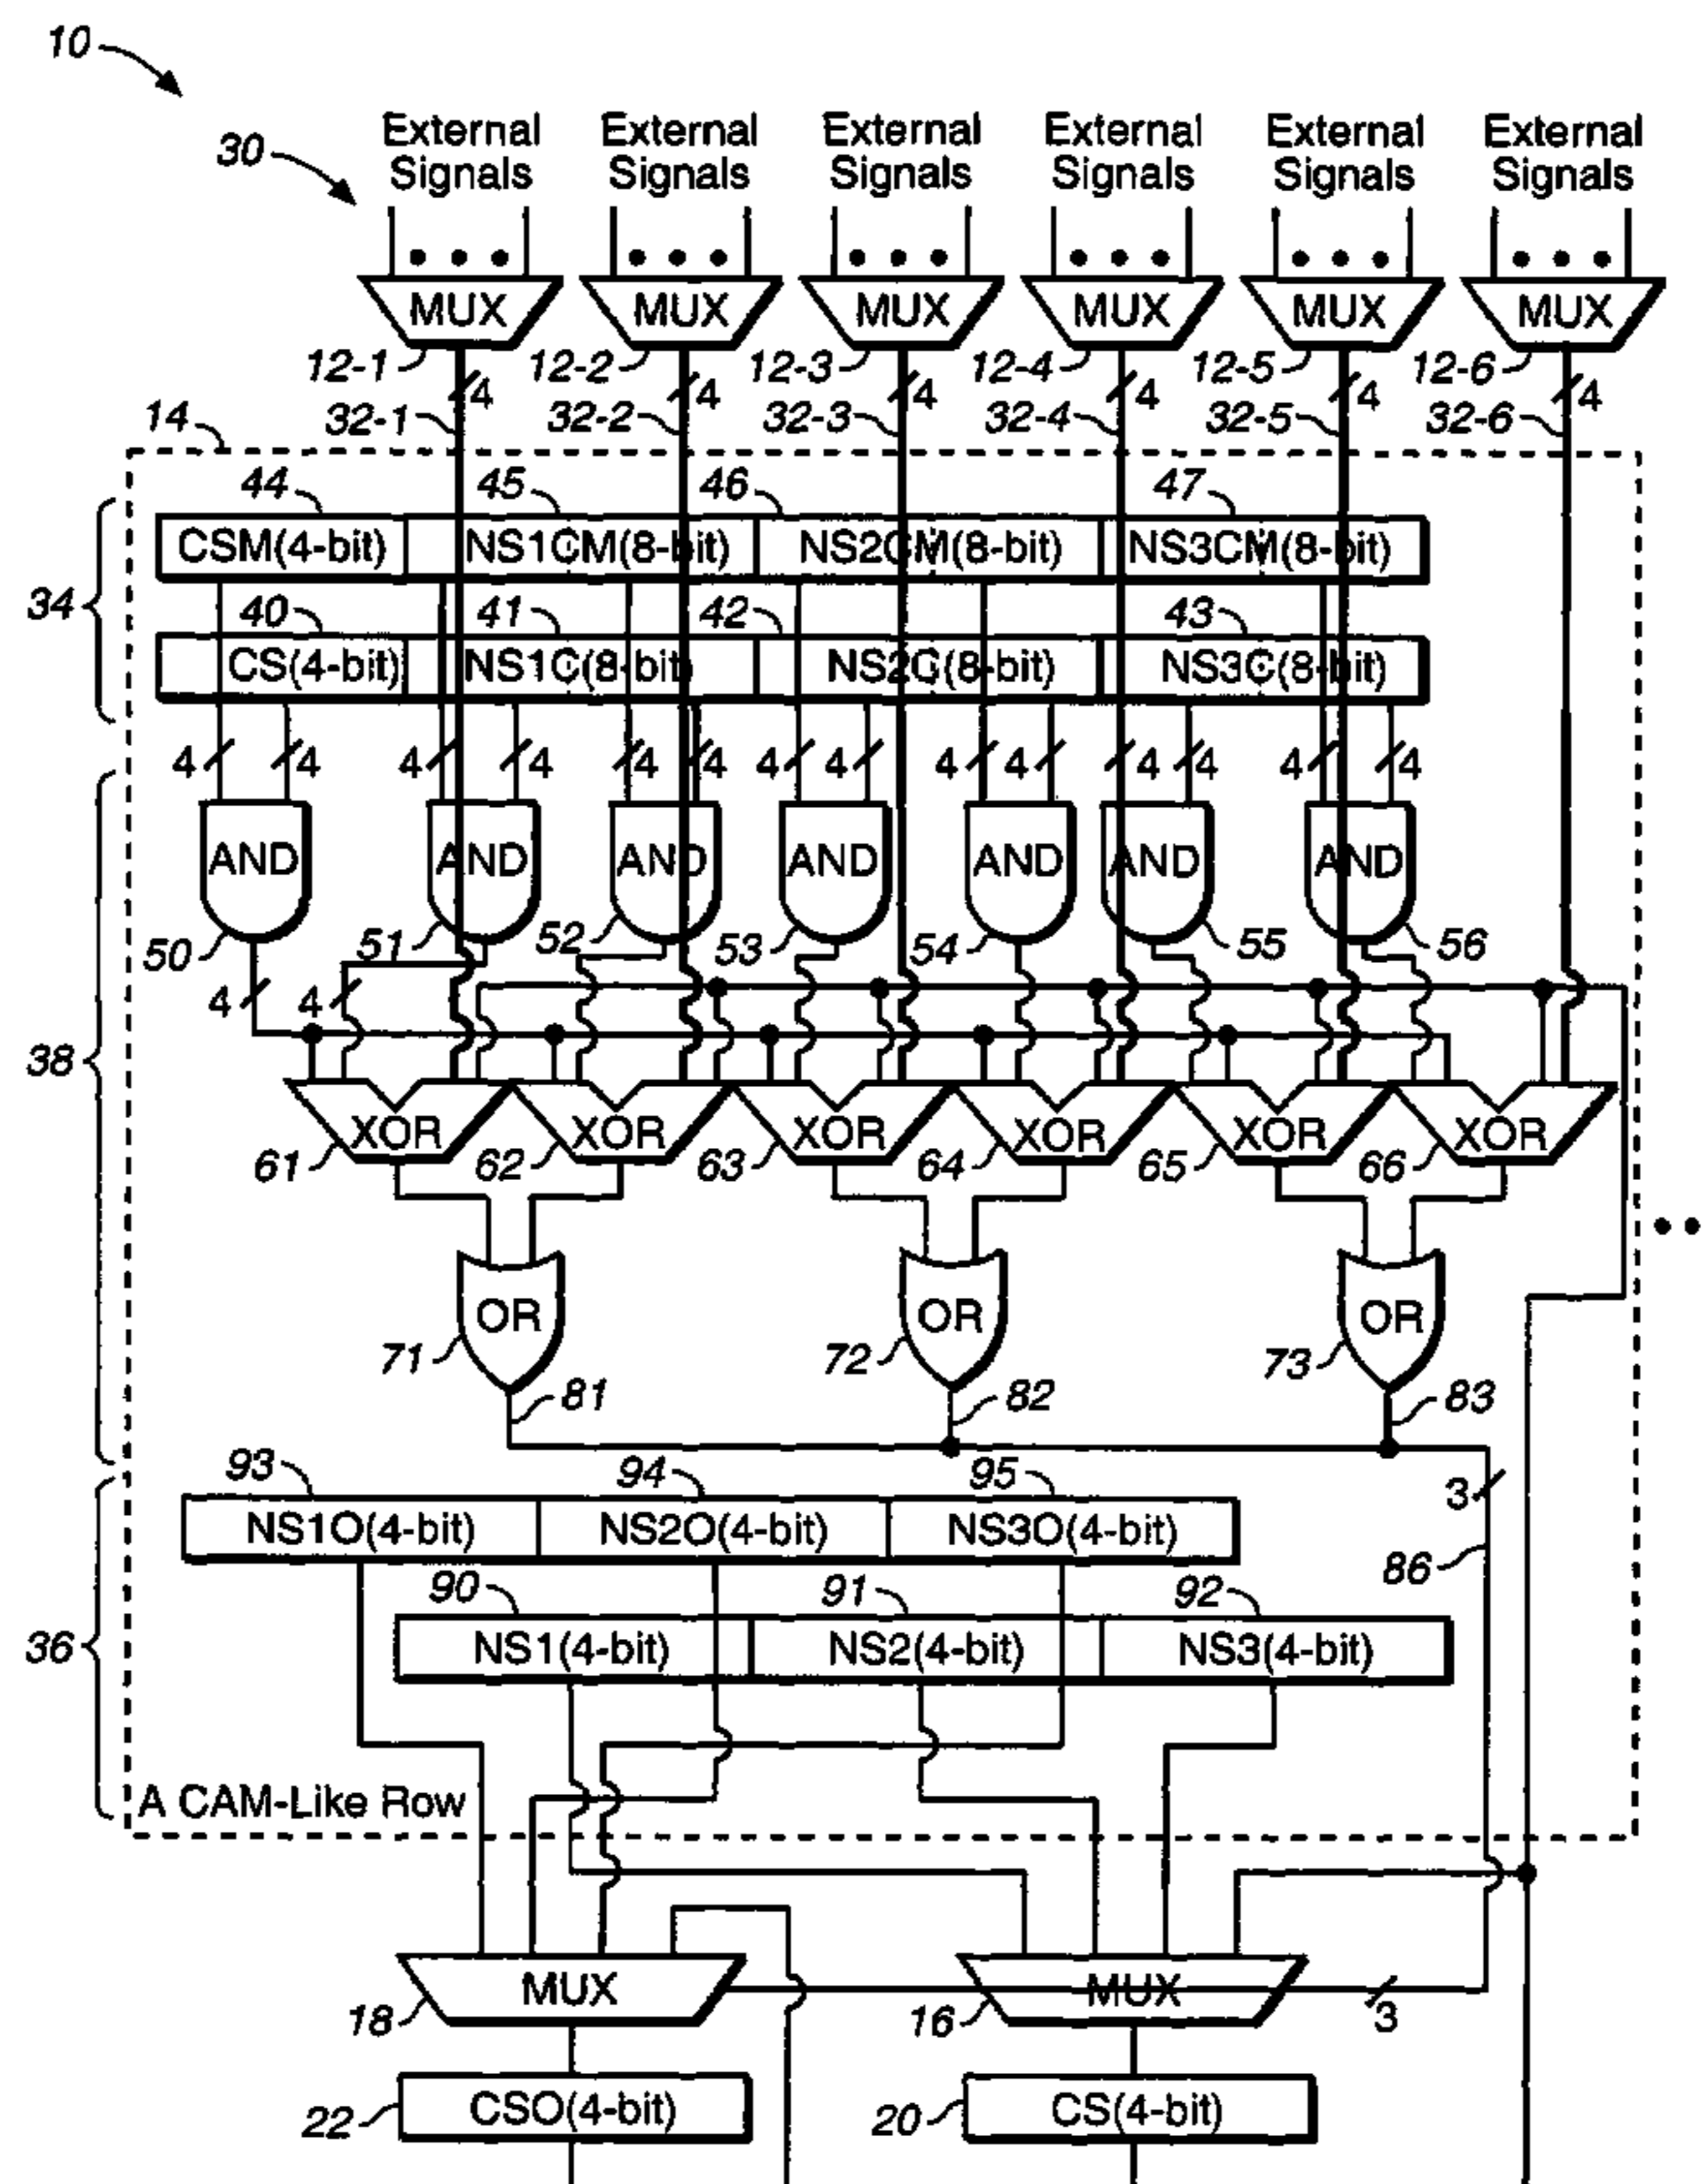 10
30
External Signals External Signals External Signals External Signals External Signals External Signals
MUX MUX MUX MUX MUX MUX
12-1 12-2 12-3 12-4 12-5 12-6
4 4 4 4 4 4
14 32-1 32-2 32-3 32-4 32-5 32-6
44 45 46 47
CSM(4-bit) NS1CM(8-bit) NS2CM(8-bit) NS3CM(8-bit)
34
40 41 42 43
CS(4-bit) NS1C(8-bit) NS2C(8-bit) NS3C(8-bit)
4 4 4 4 4 4 4 4 4 4 4 4 4 4
AND AND AND AND AND AND AND
50 51 52 53 54 55 56
4 4
38
XOR XOR XOR XOR XOR XOR
61 62 63 64 65 66
OR OR OR
71 72 73
81 82 83
93 94 95
3
NS1O(4-bit) NS2O(4-bit) NS3O(4-bit)
86
90 91 92
36
NS1(4-bit) NS2(4-bit) NS3(4-bit)
A CAM-Like Row
MUX MUX
18 16 3
CSO(4-bit) CS(4-bit)
22 20